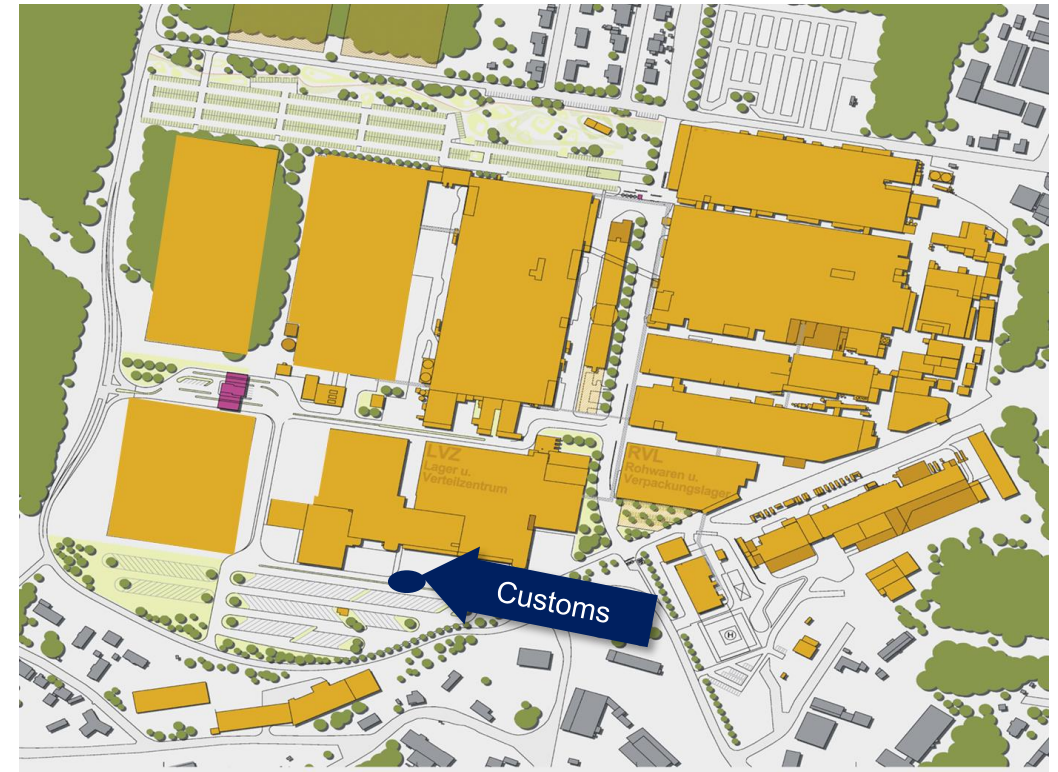 LVZ
Lager u.
Verteilzentrum
RVL
Rohwaren u.
Verpackungslager
Customs
H